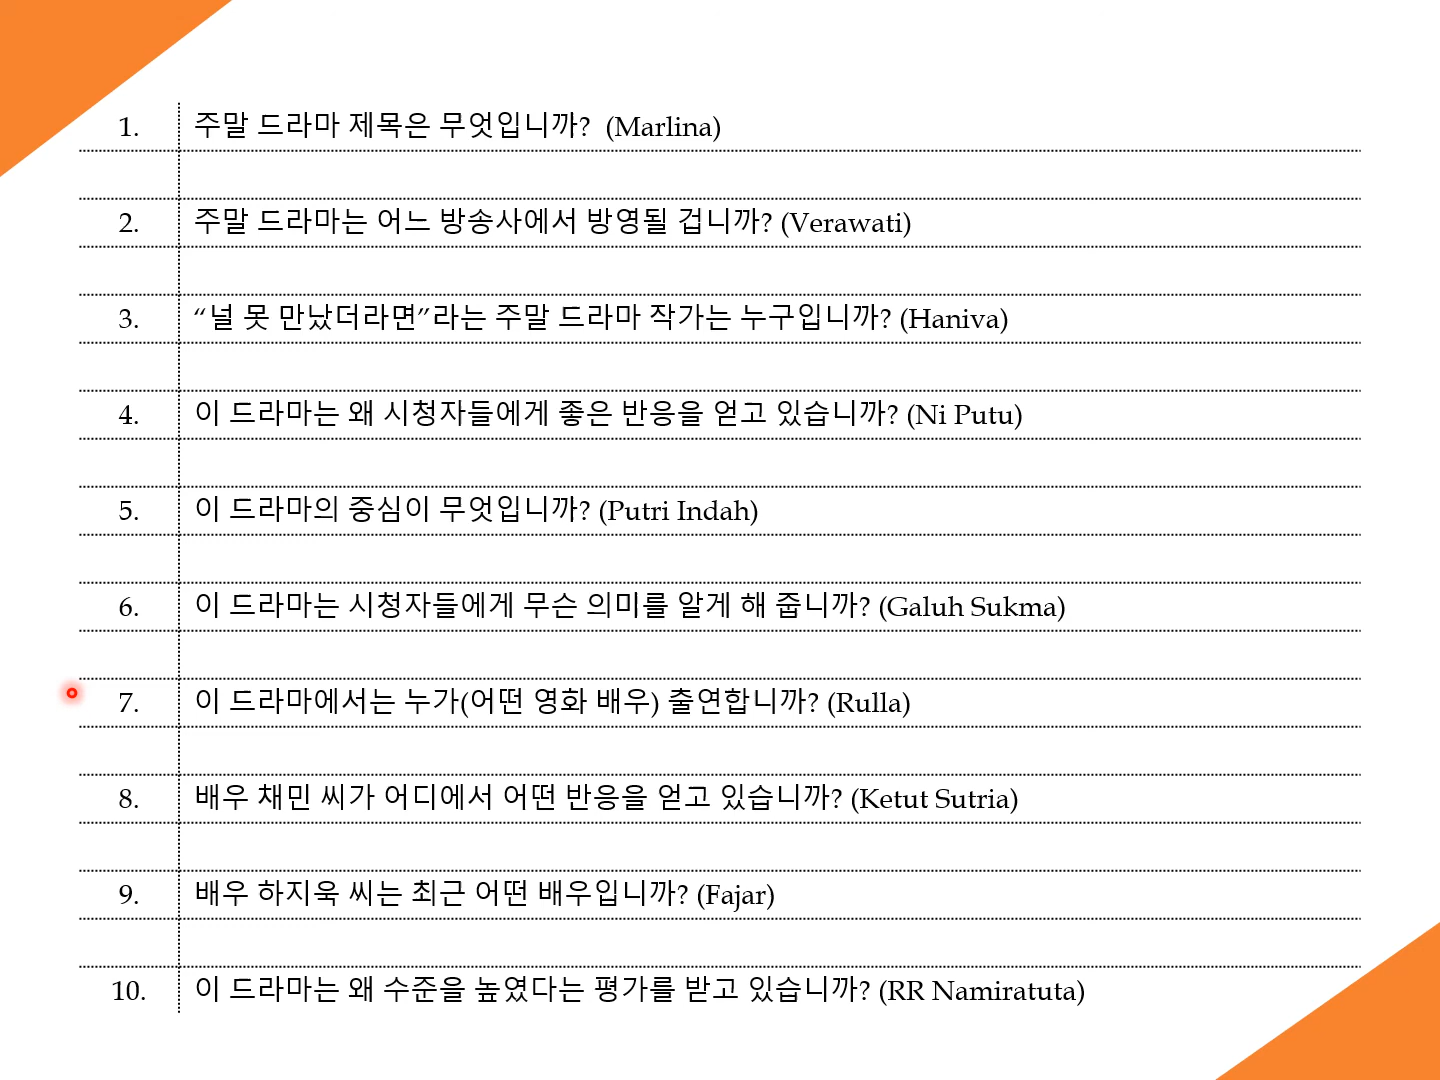 1. 주말 드라마 제목은 무엇입니까? (Marlina)
2. 주말 드라마는 어느 방송사에서 방영될 겁니까? (Verawati)
3. “널 못 만났더라면”라는 주말 드라마 작가는 누구입니까? (Haniva)
4. 이 드라마는 왜 시청자들에게 좋은 반응을 얻고 있습니까? (Ni Putu)
5. 이 드라마의 중심이 무엇입니까? (Putri Indah)
6. 이 드라마는 시청자들에게 무슨 의미를 알게 해 줍니까? (Galuh Sukma)
7. 이 드라마에서는 누가(어떤 영화 배우) 출연합니까? (Rulla)
8. 배우 채민 씨가 어디에서 어떤 반응을 얻고 있습니까? (Ketut Sutria)
9. 배우 하지욱 씨는 최근 어떤 배우입니까? (Fajar)
10. 이 드라마는 왜 수준을 높였다는 평가를 받고 있습니까? (RR Namiratuta)